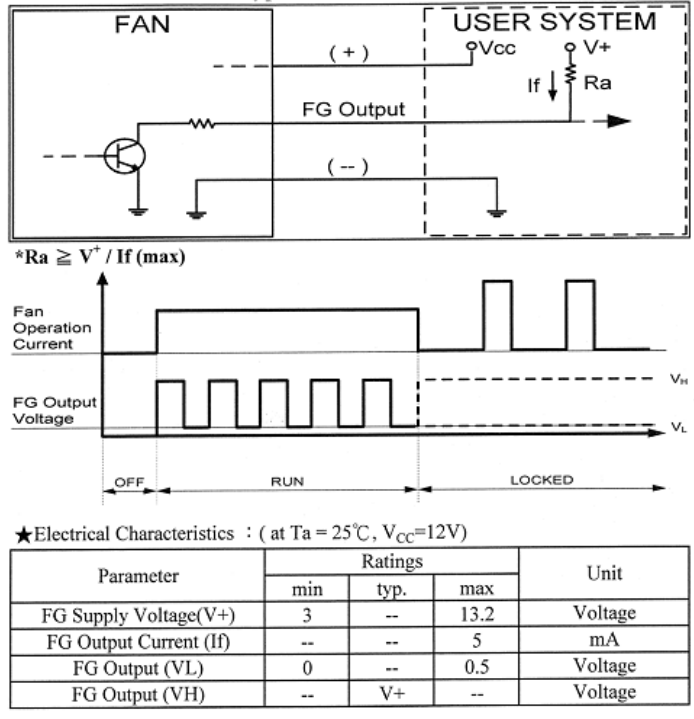 FAN
USER SYSTEM
( + )
Vcc
V+
If
Ra
FG Output
( -- )
*Ra ≧ V⁺ / If (max)
Fan
Operation
Current
FG Output
Voltage
VH
VL
OFF
RUN
LOCKED
★Electrical Characteristics : ( at Ta = 25℃, VCC=12V)
Parameter
Ratings
Unit
min
typ.
max
FG Supply Voltage(V+) 3 -- 13.2 Voltage
FG Output Current (If) -- -- 5 mA
FG Output (VL) 0 -- 0.5 Voltage
FG Output (VH) -- V+ -- Voltage